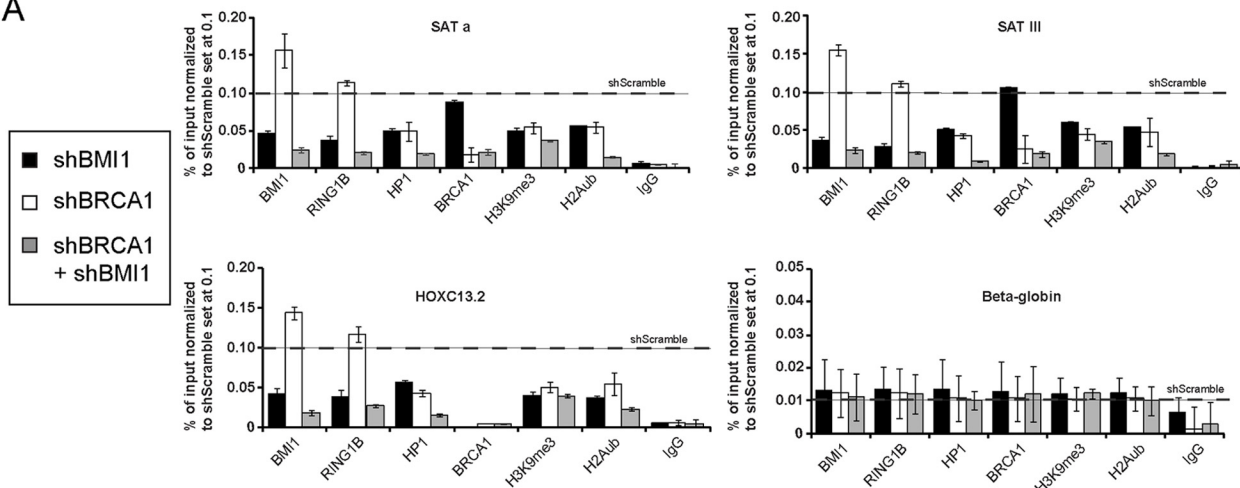 A
shBMI1
shBRCA1
shBRCA1
+ shBMI1
% of input normalized
to shScramble set at 0.1
0.20
0.15
0.10
0.05
0
SAT a
shScramble
BMI1
RING1B
HP1
BRCA1
H3K9me3
H2Aub
IgG
% of input normalized
to shScramble set at 0.1
0.20
0.15
0.10
0.05
0
SAT III
shScramble
BMI1
RING1B
HP1
BRCA1
H3K9me3
H2Aub
IgG
% of input normalized
to shScramble set at 0.1
0.20
0.15
0.10
0.05
0
HOXC13.2
shScramble
BMI1
RING1B
HP1
BRCA1
H3K9me3
H2Aub
IgG
% of input normalized
to shScramble set at 0.1
0.05
0.04
0.03
0.02
0.01
0
Beta-globin
shScramble
BMI1
RING1B
HP1
BRCA1
H3K9me3
H2Aub
IgG